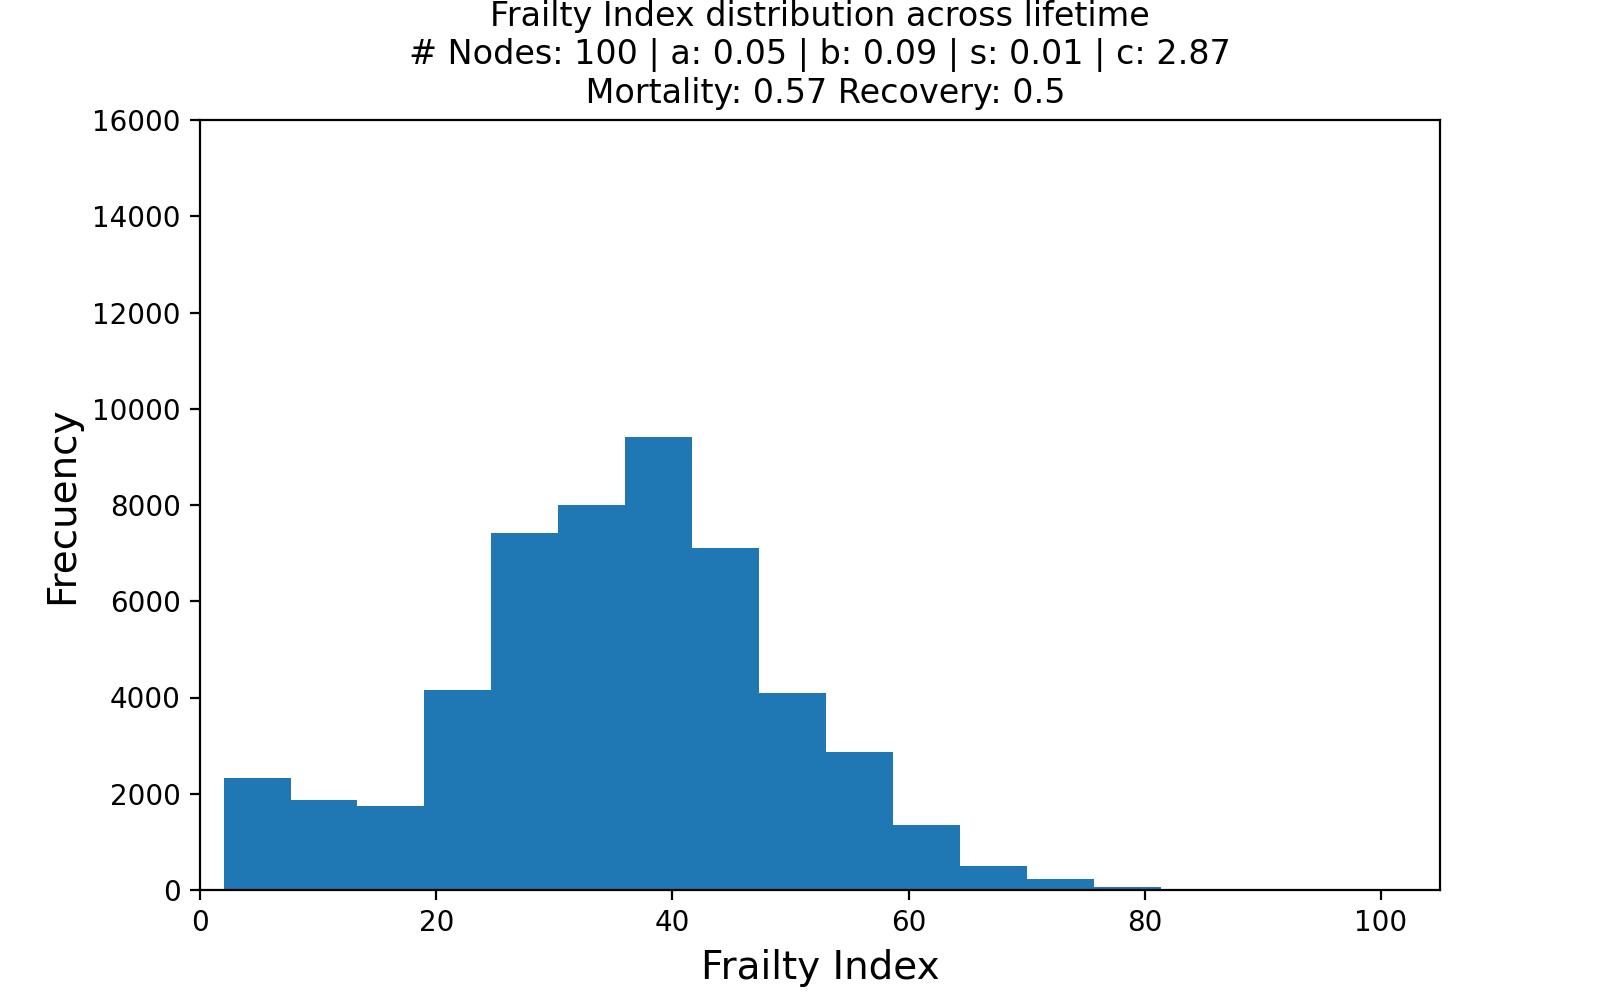 Frailty Index distribution across lifetime
# Nodes: 100 | a: 0.05 | b: 0.09 | s: 0.01 | c: 2.87
Mortality: 0.57 Recovery: 0.5
16000
14000
12000
10000
8000
6000
4000
2000
0
Frecuency
0 20 40 60 80 100
Frailty Index